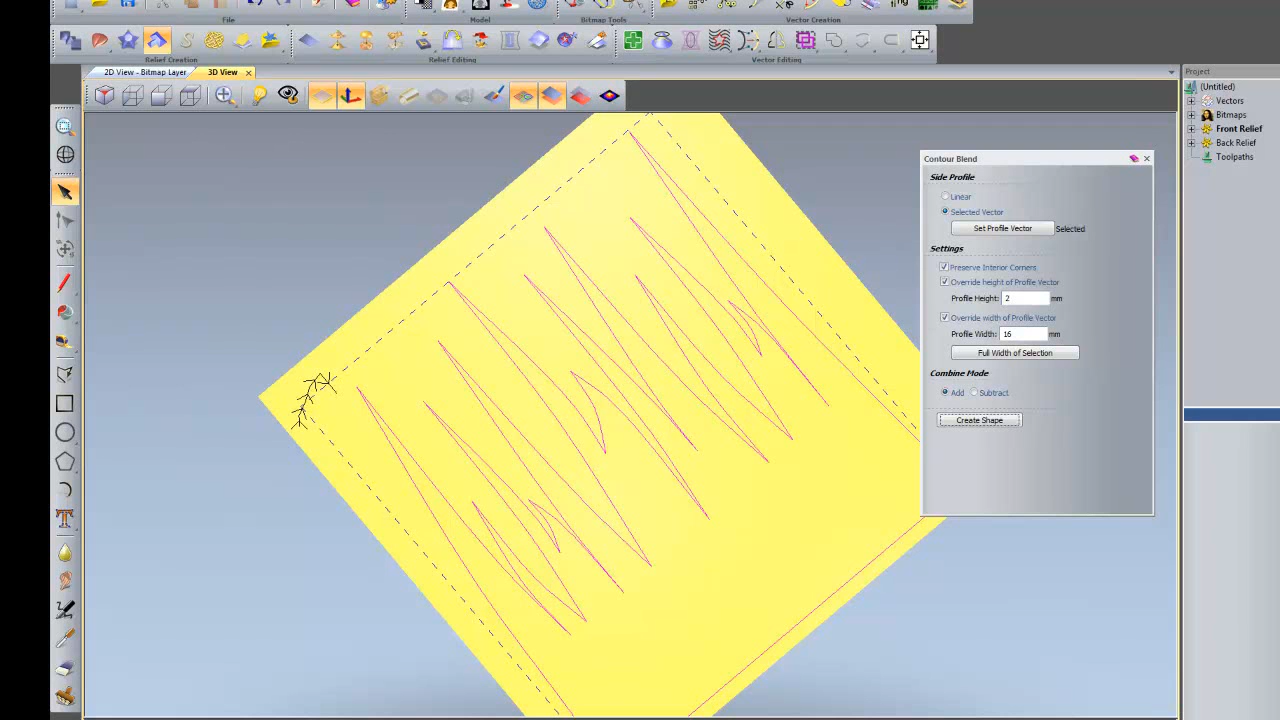 File
Model
Bitmap Tools
Vector Creation
Relief Creation
Relief Editing
Vector Editing
2D View - Bitmap Layer
3D View
Project
(Untitled)
Vectors
Bitmaps
Front Relief
Back Relief
Toolpaths
Contour Blend
Side Profile
Linear
Selected Vector
Set Profile Vector Selected
Settings
Preserve Interior Corners
Override height of Profile Vector
Profile Height: 2 mm
Override width of Profile Vector
Profile Width: 16 mm
Full Width of Selection
Combine Mode
Add Subtract
Create Shape